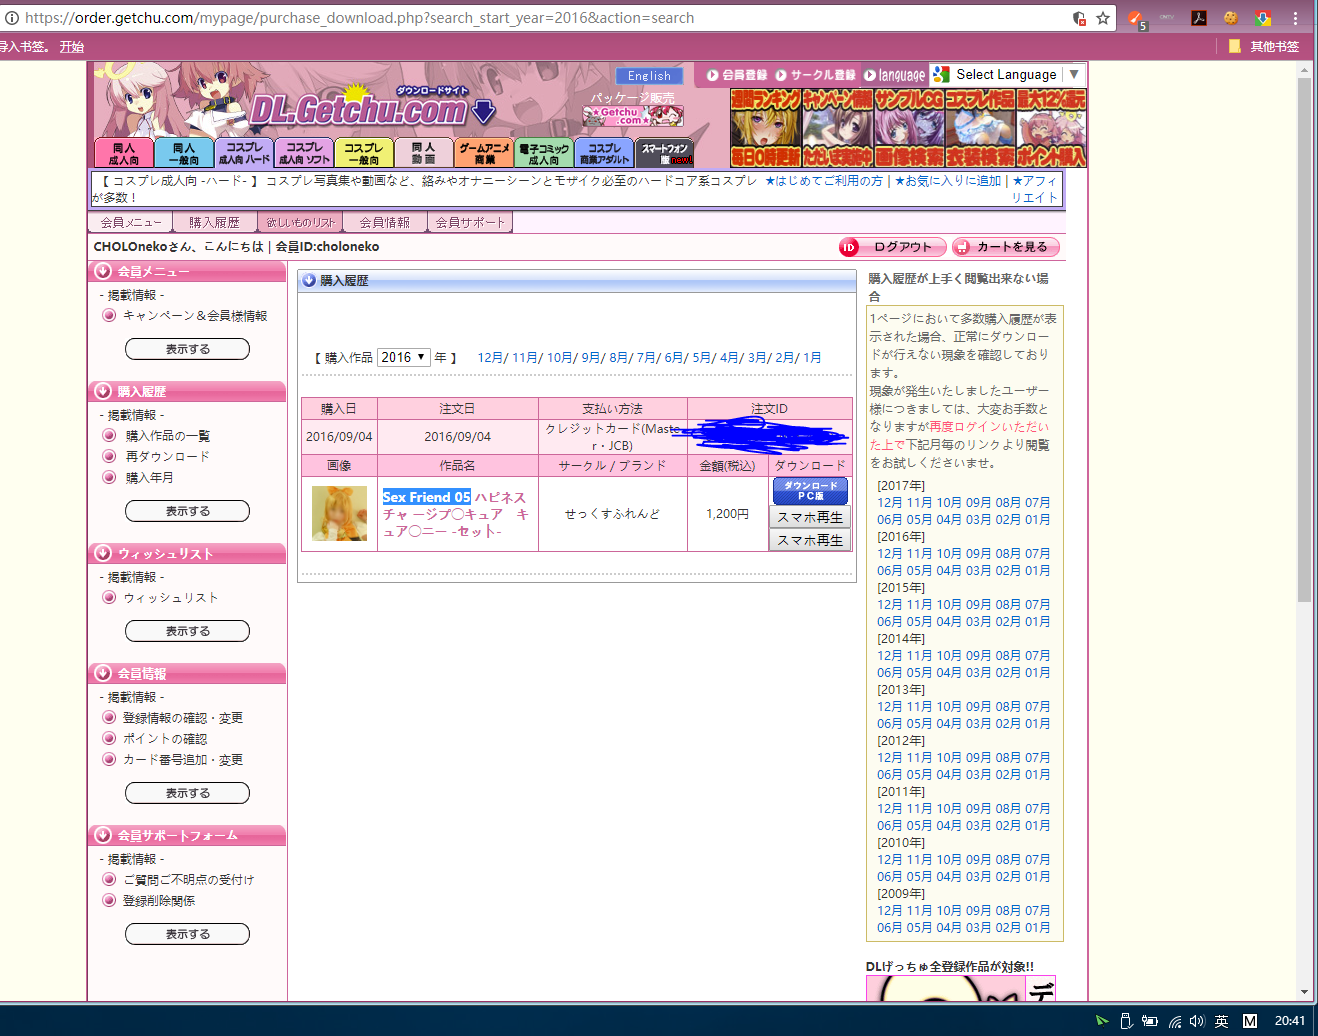 https://order.getchu.com/mypage/purchase_download.php?search_start_year=2016&action=search
5
导入书签。 开始
其他书签
English
会員登録 サークル登録 language Select Language ▼
ダウンロードサイト
DL.Getchu.com
パッケージ販売
★Getchu.com★
週間ランキング 毎日0時更新
キャンペーン情報 ただいま実施中
サンプルCG 画像検索
コスプレ作品 衣装検索
最大12%還元 ポイント購入
同人 成人向
同人 一般向
コスプレ 成人向 ハード
コスプレ 成人向 ソフト
コスプレ 一般向
同人 動画
ゲームアニメ 商業
電子コミック 成人向
コスプレ 商業アダルト
スマートフォン版 new!
【 コスプレ成人向 -ハード- 】 コスプレ写真集や動画など、絡みやオナニーシーンとモザイク必至のハードコア系コスプレ
が多数！
★はじめてご利用の方 | ★お気に入りに追加 | ★アフィ
リエイト
会員メニュー 購入履歴 欲しいものリスト 会員情報 会員サポート
CHOLOnekoさん、こんにちは | 会員ID:choloneko
ID ログアウト カートを見る
会員メニュー
- 掲載情報 -
キャンペーン＆会員様情報
表示する
購入履歴
- 掲載情報 -
購入作品の一覧
再ダウンロード
購入年月
表示する
ウィッシュリスト
- 掲載情報 -
ウィッシュリスト
表示する
会員情報
- 掲載情報 -
登録情報の確認・変更
ポイントの確認
カード番号追加・変更
表示する
会員サポートフォーム
- 掲載情報 -
ご質問ご不明点の受付け
登録削除関係
表示する
購入履歴
【 購入作品 2016 ▼ 年 】 12月/ 11月/ 10月/ 9月/ 8月/ 7月/ 6月/ 5月/ 4月/ 3月/ 2月/ 1月
購入日 注文日 支払い方法 注文ID
2016/09/04 2016/09/04 クレジットカード(Maste
r・JCB)
画像 作品名 サークル / ブランド 金額(税込) ダウンロード
Sex Friend 05 ハピネス
チャージプ○キュア　キ
ュア○ニー -セット-
せっくすふれんど
1,200円
ダウンロード
PC版
スマホ再生
スマホ再生
購入履歴が上手く閲覧出来ない場
合
1ページにおいて多数購入履歴が表
示された場合、正常にダウンロー
ドが行えない現象を確認しており
ます。
現象が発生いたしましたユーザー
様につきましては、大変お手数と
なりますが再度ログインいただい
た上で下記月毎のリンクより閲覧
をお試しくださいませ。
[2017年]
12月 11月 10月 09月 08月 07月
06月 05月 04月 03月 02月 01月
[2016年]
12月 11月 10月 09月 08月 07月
06月 05月 04月 03月 02月 01月
[2015年]
12月 11月 10月 09月 08月 07月
06月 05月 04月 03月 02月 01月
[2014年]
12月 11月 10月 09月 08月 07月
06月 05月 04月 03月 02月 01月
[2013年]
12月 11月 10月 09月 08月 07月
06月 05月 04月 03月 02月 01月
[2012年]
12月 11月 10月 09月 08月 07月
06月 05月 04月 03月 02月 01月
[2011年]
12月 11月 10月 09月 08月 07月
06月 05月 04月 03月 02月 01月
[2010年]
12月 11月 10月 09月 08月 07月
06月 05月 04月 03月 02月 01月
[2009年]
12月 11月 10月 09月 08月 07月
06月 05月 04月 03月 02月 01月
DLげっちゅ全登録作品が対象!!
デ
英 M 20:41